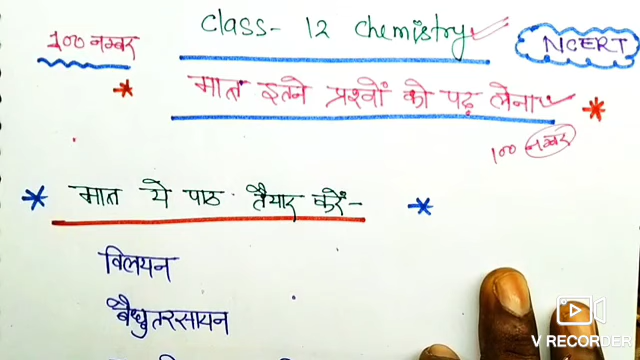 100 नम्बर
Class- 12 Chemistry
NCERT
मात्र इतने प्रश्नों को पढ़ लेना
100 नम्बर
मात्र ये पाठ तैयार करें-
विलयन
बैधुतरसायन
V RECORDER